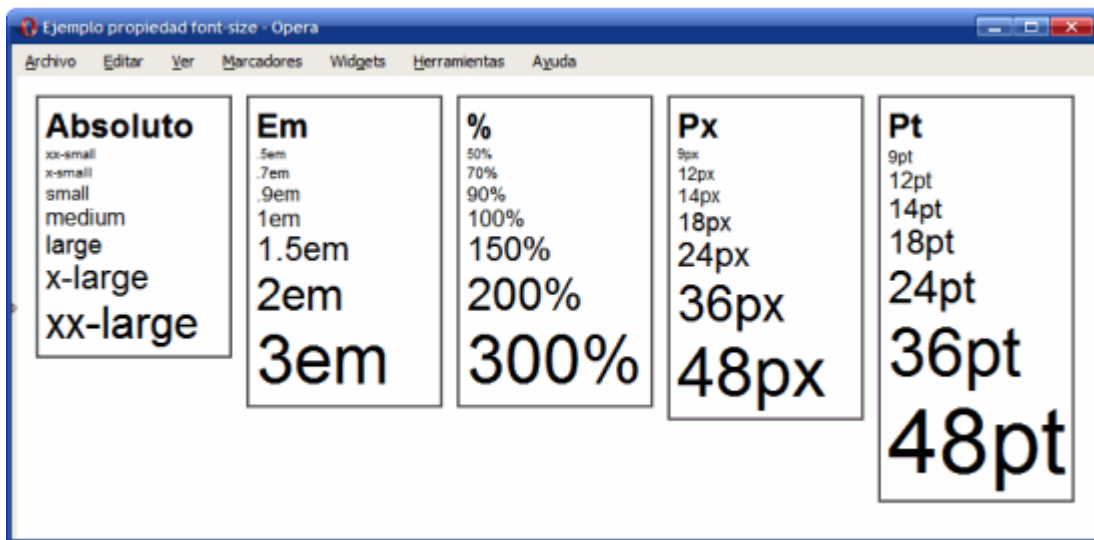 Ejemplo propiedad font-size - Opera
Archivo Editar Ver Marcadores Widgets Herramientas Ayuda
Absoluto
xx-small
x-small
small
medium
large
x-large
xx-large
Em
.5em
.7em
.9em
1em
1.5em
2em
3em
%
50%
70%
90%
100%
150%
200%
300%
Px
9px
12px
14px
18px
24px
36px
48px
Pt
9pt
12pt
14pt
18pt
24pt
36pt
48pt